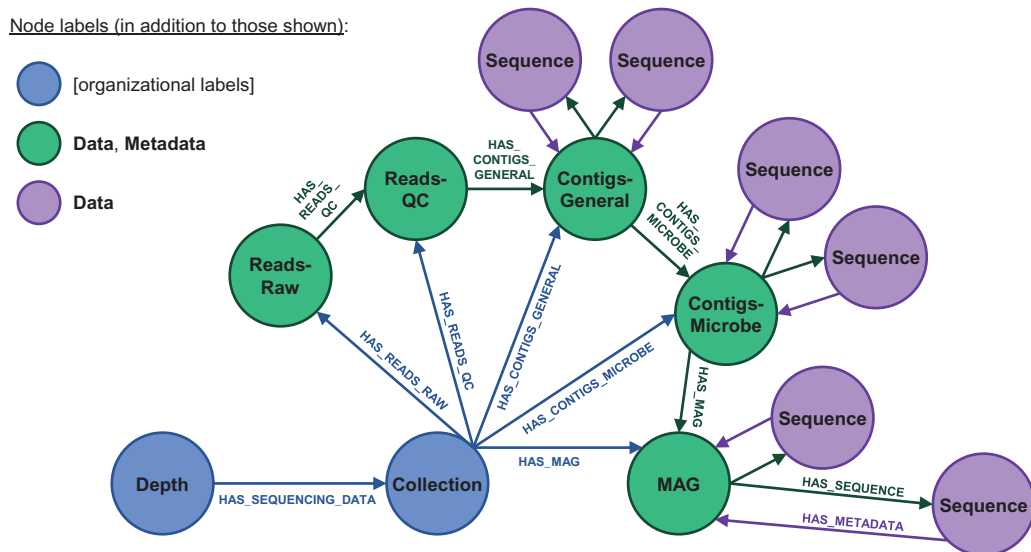 Node labels (in addition to those shown):
[organizational labels]
Data, Metadata
Data
Sequence
Sequence
HAS_
CONTIGS_
GENERAL
Reads-
QC
Contigs-
General
HAS_
READS_
QC
Sequence
HAS_
CONTIGS_
MICROBE
Reads-
Raw
Sequence
Contigs-
Microbe
HAS_READS_RAW
HAS_READS_QC
HAS_CONTIGS_GENERAL
HAS_CONTIGS_MICROBE
HAS_MAG
Sequence
Depth
HAS_SEQUENCING_DATA
Collection
HAS_MAG
MAG
HAS_SEQUENCE
Sequence
HAS_METADATA